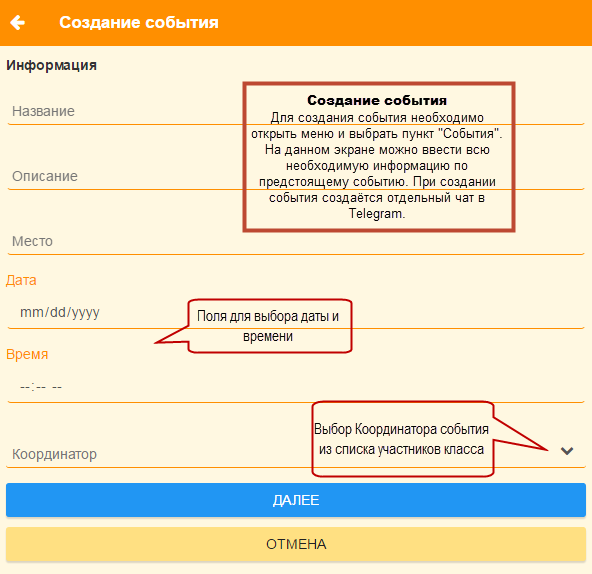 Создание события
Информация
Название
Создание события
Для создания события необходимо
открыть меню и выбрать пункт "События".
На данном экране можно ввести всю
необходимую информацию по
предстоящему событию. При создании
события создаётся отдельный чат в
Telegram.
Описание
Место
Дата
mm/dd/yyyy
Поля для выбора даты и
времени
Время
--:-- --
Выбор Координатора события
из списка участников класса
Координатор
ДАЛЕЕ
ОТМЕНА